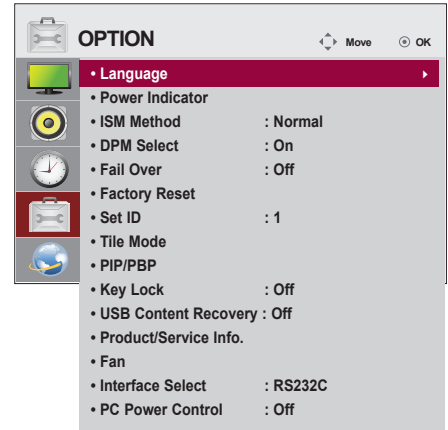 OPTION
Move
OK
• Language
• Power Indicator
• ISM Method : Normal
• DPM Select : On
• Fail Over : Off
• Factory Reset
• Set ID : 1
• Tile Mode
• PIP/PBP
• Key Lock : Off
• USB Content Recovery : Off
• Product/Service Info.
• Fan
• Interface Select : RS232C
• PC Power Control : Off